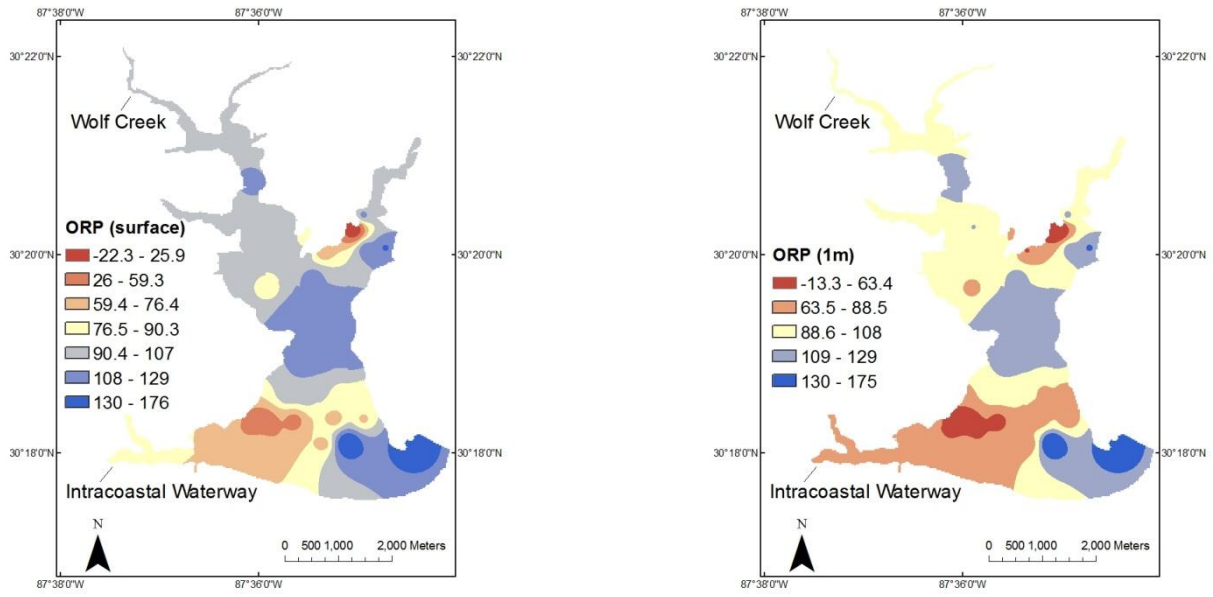 87°38'0"W 87°36'0"W
30°22'0"N 30°22'0"N
Wolf Creek
ORP (surface)
-22.3 - 25.9
30°20'0"N 30°20'0"N
26 - 59.3
59.4 - 76.4
76.5 - 90.3
90.4 - 107
108 - 129
130 - 176
30°18'0"N 30°18'0"N
Intracoastal Waterway
N
0 500 1,000 2,000 Meters
87°38'0"W 87°36'0"W
87°38'0"W 87°36'0"W
30°22'0"N 30°22'0"N
Wolf Creek
30°20'0"N 30°20'0"N
ORP (1m)
-13.3 - 63.4
63.5 - 88.5
88.6 - 108
109 - 129
130 - 175
30°18'0"N 30°18'0"N
Intracoastal Waterway
N
0 500 1,000 2,000 Meters
87°38'0"W 87°36'0"W